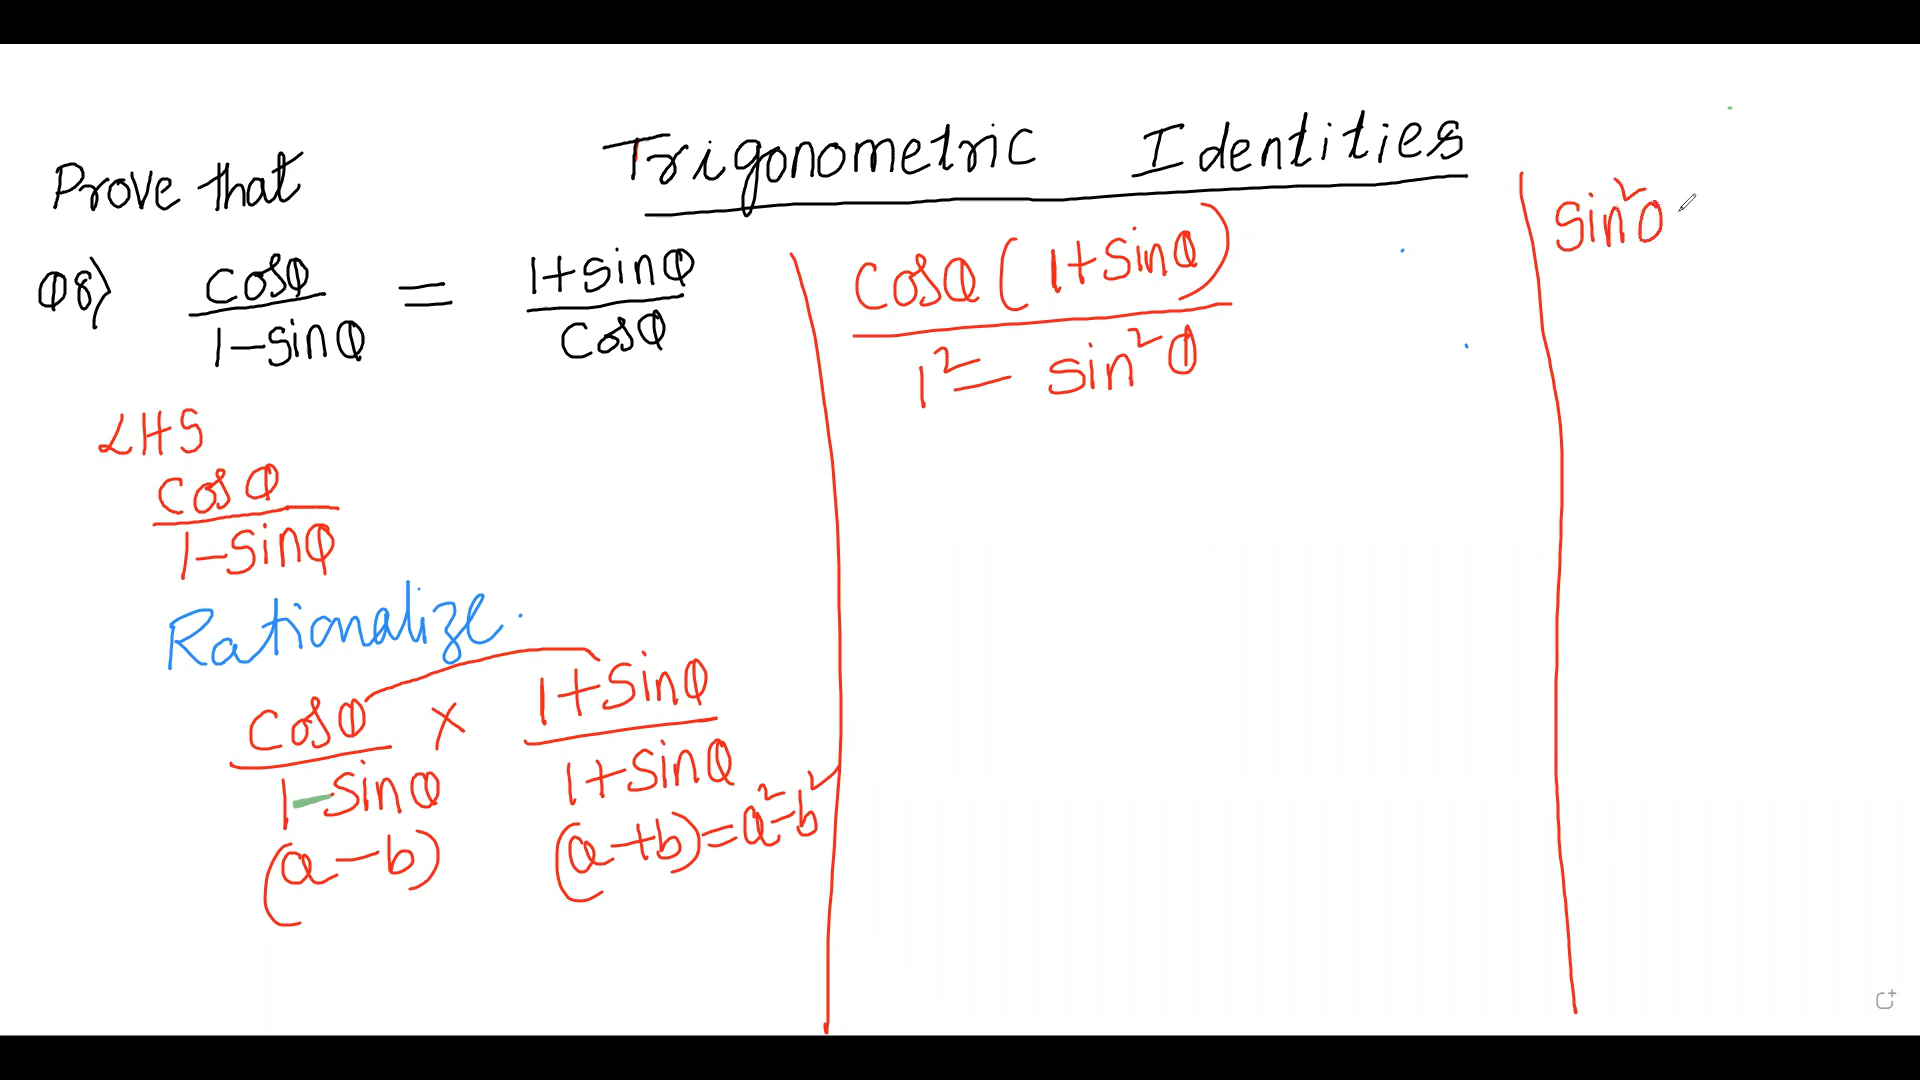 Trigonometric Identities
Prove that
Q8) cosθ/1-sinθ = 1+sinθ/cosθ
LHS
cosθ/1-sinθ
Rationalize.
cosθ/1-sinθ × 1+sinθ/1+sinθ
(a-b) (a+b)=a²-b²
cosθ(1+sinθ)/1²-sin²θ
sin²θ